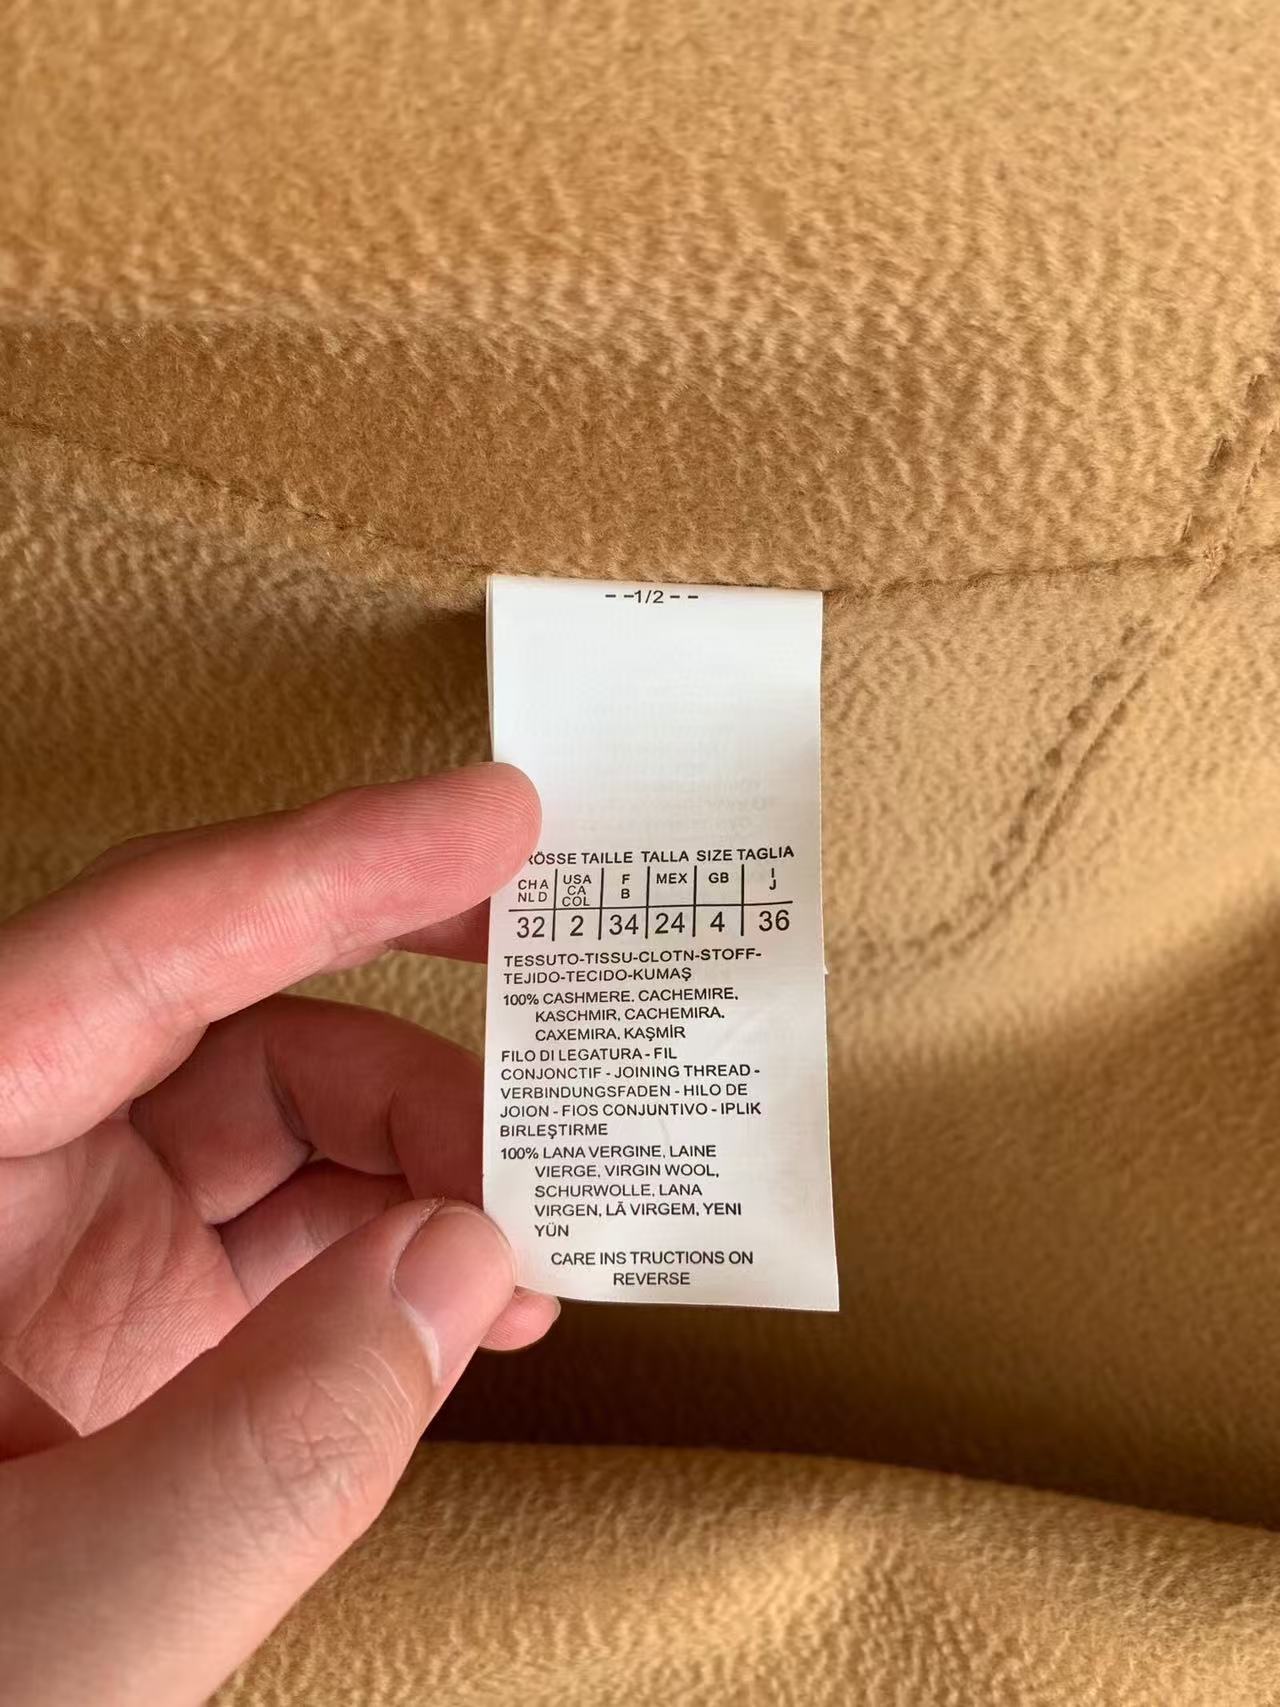 - -1/2 - -
RÖSSE TAILLE TALLA SIZE TAGLIA
CH A NL D USA CA COL F B MEX GB I J
32 2 34 24 4 36
TESSUTO-TISSU-CLOTN-STOFF-
TEJIDO-TECIDO-KUMAŞ
100% CASHMERE. CACHEMIRE.
KASCHMIR, CACHEMIRA.
CAXEMIRA, KAŞMİR
FILO DI LEGATURA - FIL
CONJONCTIF - JOINING THREAD -
VERBINDUNGSFADEN - HILO DE
JOION - FIOS CONJUNTIVO - IPLIK
BIRLEŞTIRME
100% LANA VERGINE, LAINE
VIERGE, VIRGIN WOOL,
SCHURWOLLE, LANA
VIRGEN, LÃ VIRGEM, YENI
YÜN
CARE INS TRUCTIONS ON
REVERSE